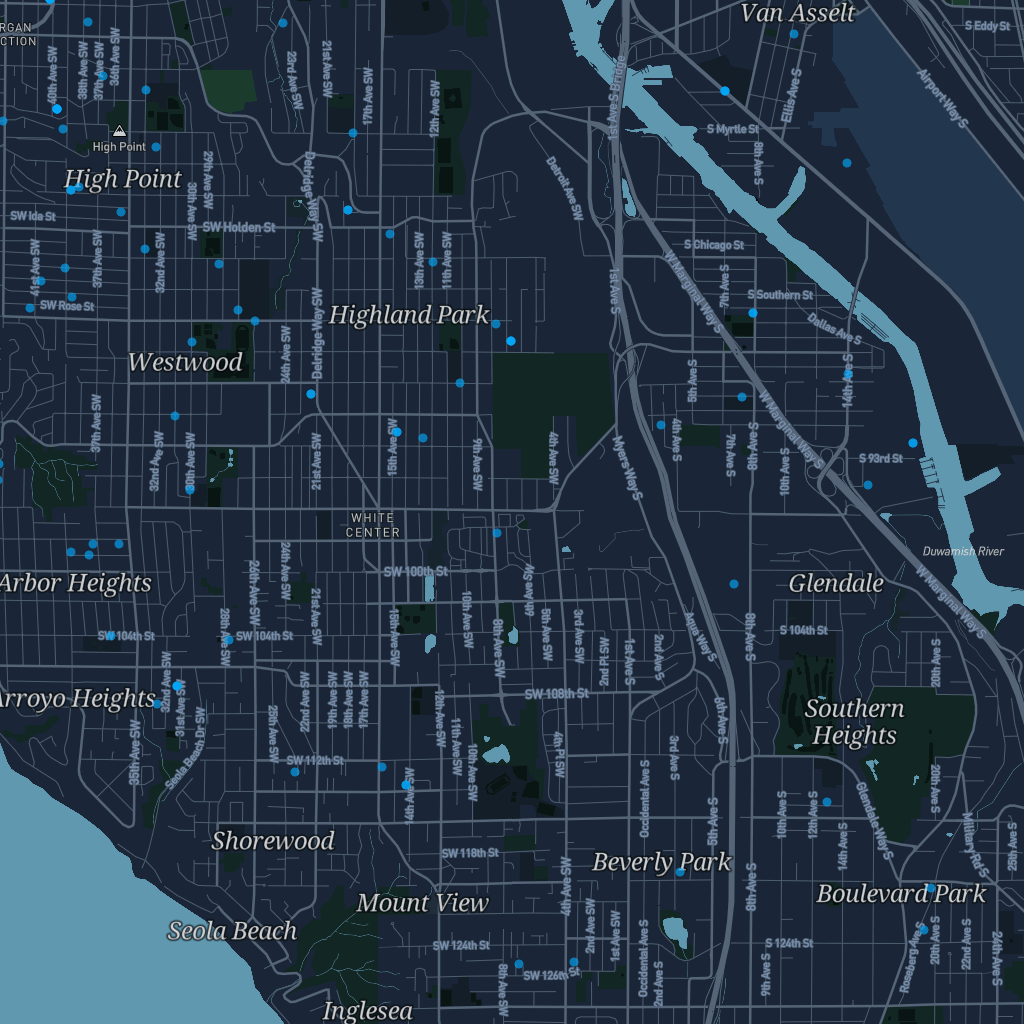 Van Asselt
S Eddy St
RGAN
CTION
36th Ave SW
37th Ave SW
38th Ave SW
40th Ave SW
23rd Ave SW
21st Ave SW
17th Ave SW
12th Ave SW
1st Ave S Bridge
Ellis Ave S
Airport Way S
S Myrtle St
8th Ave S
High Point
High Point
29th Ave SW
30th Ave SW
Delridge Way SW
Detroit Ave SW
SW Ida St
SW Holden St
S Chicago St
41st Ave SW
37th Ave SW
32nd Ave SW
13th Ave SW
11th Ave SW
1st Ave S
W Marginal Way S
7th Ave S
S Southern St
SW Rose St
Highland Park
Delridge Way SW
Dallas Ave S
24th Ave SW
Westwood
5th Ave S
14th Ave S
37th Ave SW
32nd Ave SW
30th Ave SW
21st Ave SW
15th Ave SW
9th Ave SW
4th Ave SW
Myers Way S
4th Ave S
7th Ave S
8th Ave S
10th Ave S
W Marginal Way S
S 93rd St
WHITE
CENTER
Duwamish River
Arbor Heights
24th Ave SW
26th Ave SW
SW 100th St
6th Ave SW
Glendale
W Marginal Way S
21st Ave SW
16th Ave SW
10th Ave SW
8th Ave SW
5th Ave SW
3rd Ave SW
2nd Pl SW
1st Ave S
2nd Ave S
Aqua Way S
8th Ave S
S 104th St
20th Ave S
SW 104th St
28th Ave SW
SW 104th St
Arroyo Heights
32nd Ave SW
31st Ave SW
Seola Beach Dr SW
35th Ave SW
25th Ave SW
22nd Ave SW
19th Ave SW
18th Ave SW
17th Ave SW
SW 108th St
10th Ave SW
11th Ave SW
10th Ave SW
4th Pl SW
3rd Ave S
6th Ave S
Southern
Heights
SW 112th St
14th Ave SW
Occidental Ave S
5th Ave S
10th Ave S
12th Ave S
14th Ave S
Glendale Way S
20th Ave S
Military Rd S
25th Ave S
Shorewood
SW 118th St
Beverly Park
4th Ave SW
8th Ave S
Boulevard Park
Mount View
Seola Beach
SW 124th St
2nd Ave SW
1st Ave S
Occidental Ave S
2nd Ave S
S 124th St
9th Ave S
Roseberg Ave S
20th Ave S
22nd Ave S
24th Ave S
SW 126th St
8th Ave SW
Inglesea